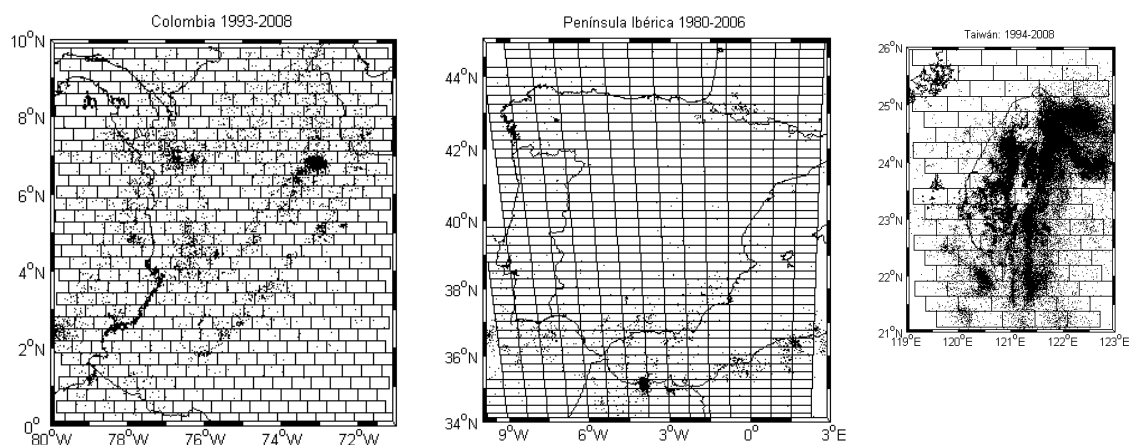 Colombia 1993-2008
10°N
8°N
6°N
4°N
2°N
0°
80°W 78°W 76°W 74°W 72°W
Península Ibérica 1980-2006
44°N
42°N
40°N
38°N
36°N
34°N
9°W 6°W 3°W 0° 3°E
Taiwán: 1994-2008
26°N
25°N
24°N
23°N
22°N
21°N
119°E 120°E 121°E 122°E 123°E